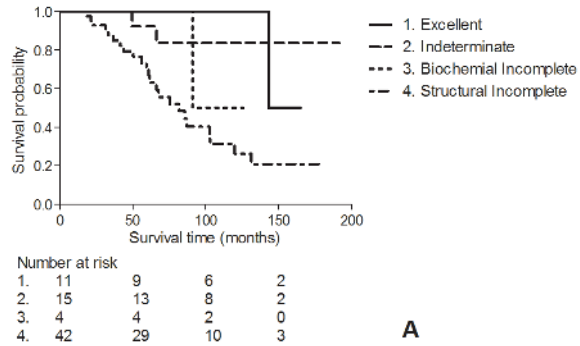 1.0
0.8
0.6
0.4
0.2
0.0
Survival probability
0 50 100 150 200
Survival time (months)
1. Excellent
2. Indeterminate
3. Biochemial Incomplete
4. Structural Incomplete
Number at risk
1. 11 9 6 2
2. 15 13 8 2
3. 4 4 2 0
4. 42 29 10 3
A